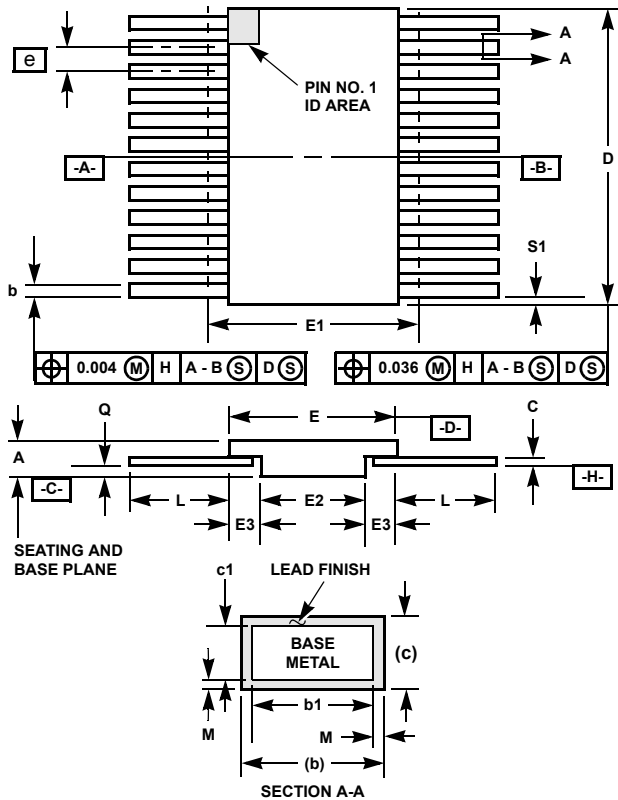 A
e
A
PIN NO. 1
ID AREA
-A-
-B-
D
S1
b
E1
⌖ 0.004 Ⓜ H A - B Ⓢ D Ⓢ
⌖ 0.036 Ⓜ H A - B Ⓢ D Ⓢ
Q
E
C
A
-D-
-C-
-H-
L
E2
L
E3
E3
SEATING AND
BASE PLANE
c1
LEAD FINISH
BASE
METAL
(c)
b1
M
M
(b)
SECTION A-A